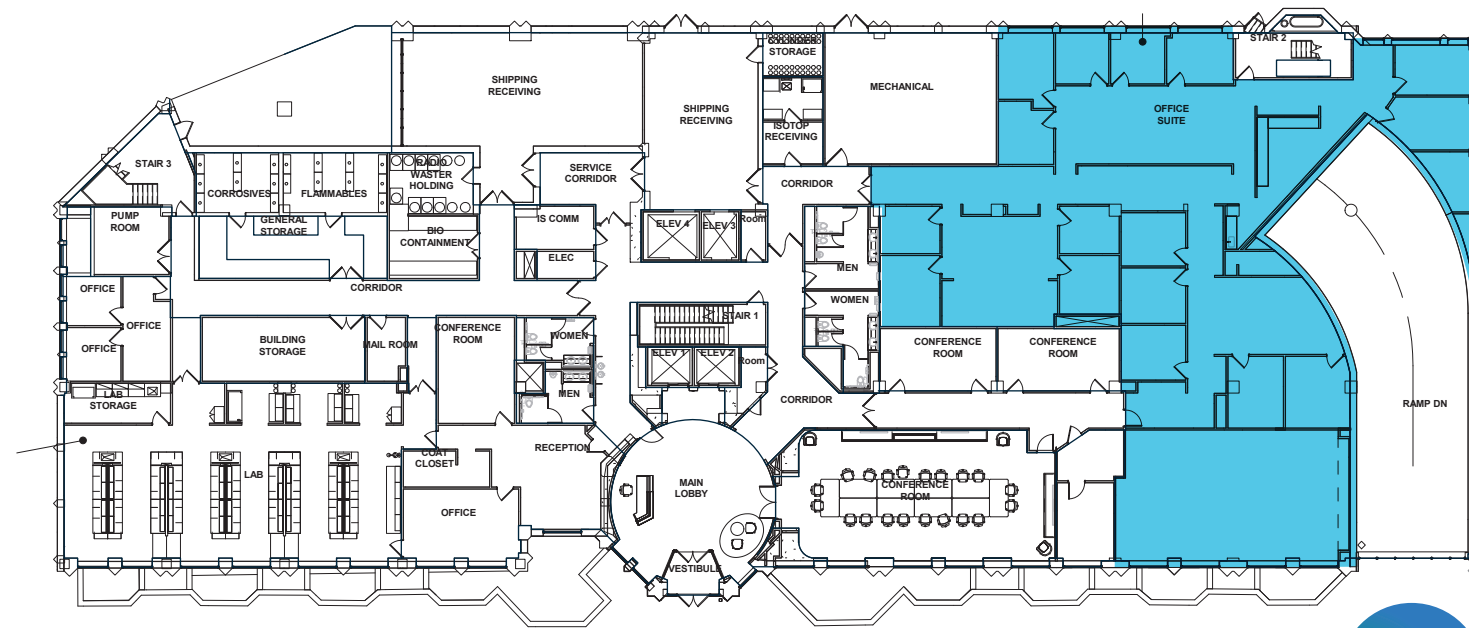 STAIR 2
CYLINDER
STORAGE
SHIPPING
RECEIVING
MECHANICAL
SHIPPING
RECEIVING
OFFICE
SUITE
ISOTOP
RECEIVING
STAIR 3
RADIO
WASTER
HOLDING
SERVICE
CORRIDOR
CORRIDOR
CORROSIVES
FLAMMABLES
PUMP
ROOM
GENERAL
STORAGE
BIO
CONTAINMENT
IS COMM
ELEV 4
ELEV 3
Room
ELEC
MEN
OFFICE
CORRIDOR
WOMEN
OFFICE
OFFICE
BUILDING
STORAGE
MAIL ROOM
CONFERENCE
ROOM
WOMEN
STAIR 1
CONFERENCE
ROOM
CONFERENCE
ROOM
ELEV 1
ELEV 2
Room
LAB
STORAGE
MEN
CORRIDOR
RAMP DN
COAT
CLOSET
RECEPTION
LAB
MAIN
LOBBY
CONFERENCE
ROOM
OFFICE
VESTIBULE